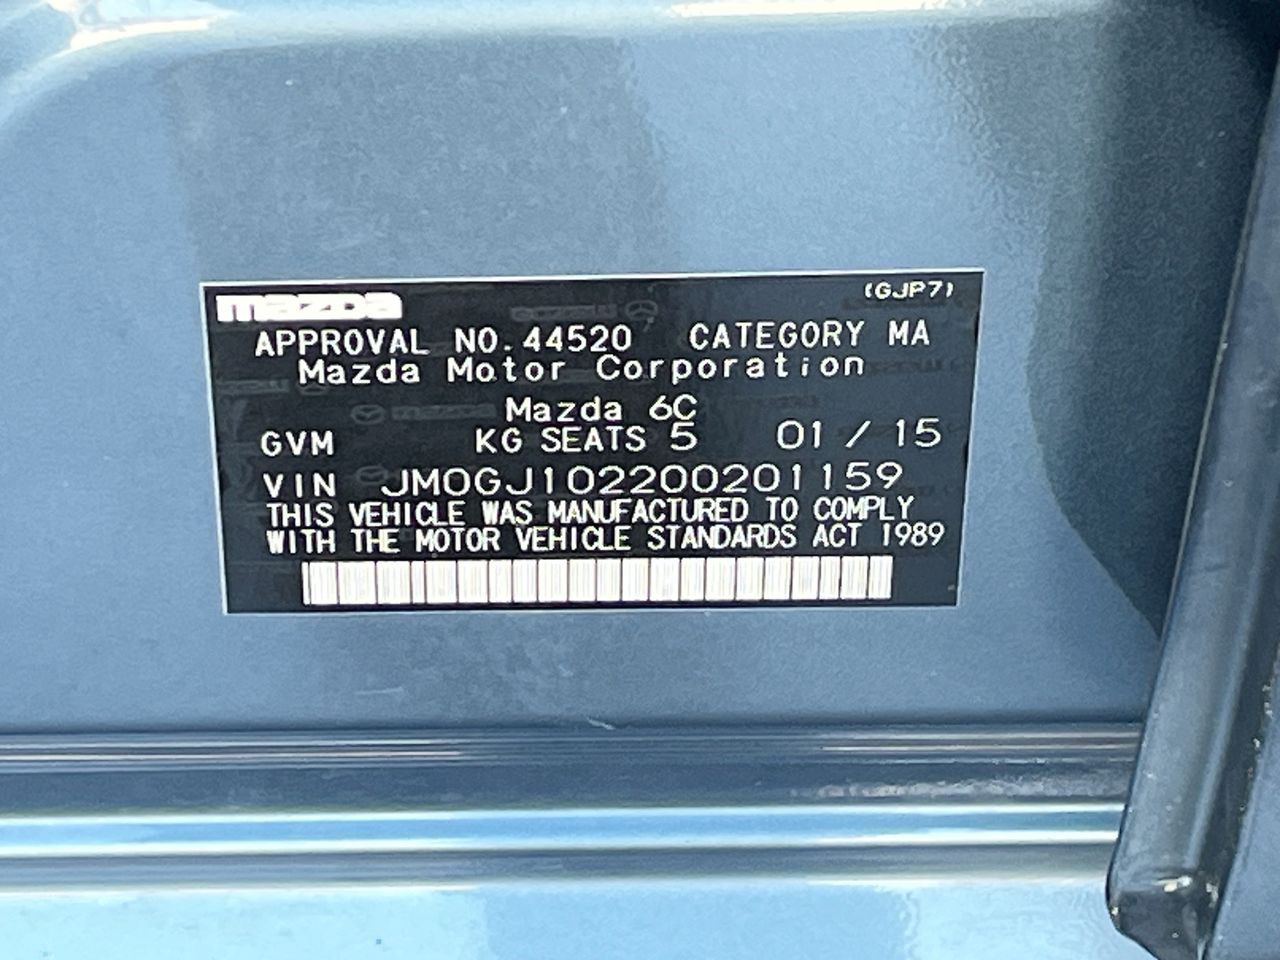 mazda
(GJP7)
APPROVAL NO.44520 CATEGORY MA
Mazda Motor Corporation
Mazda 6C
GVM KG SEATS 5 01 / 15
VIN JM0GJ102200201159
THIS VEHICLE WAS MANUFACTURED TO COMPLY
WITH THE MOTOR VEHICLE STANDARDS ACT 1989